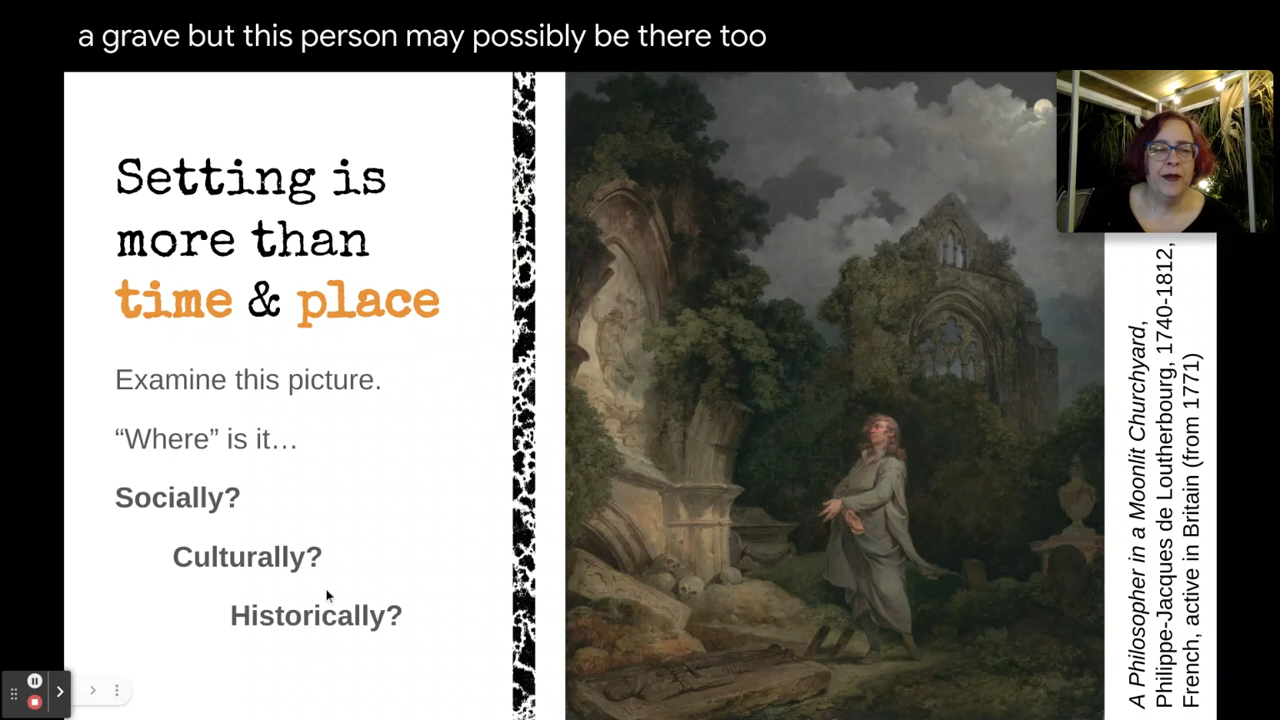 a grave but this person may possibly be there too
Setting is
more than
time & place
Examine this picture.
“Where” is it…
Socially?
Culturally?
Historically?
A Philosopher in a Moonlit Churchyard,
Philippe-Jacques de Loutherbourg, 1740-1812,
French, active in Britain (from 1771)